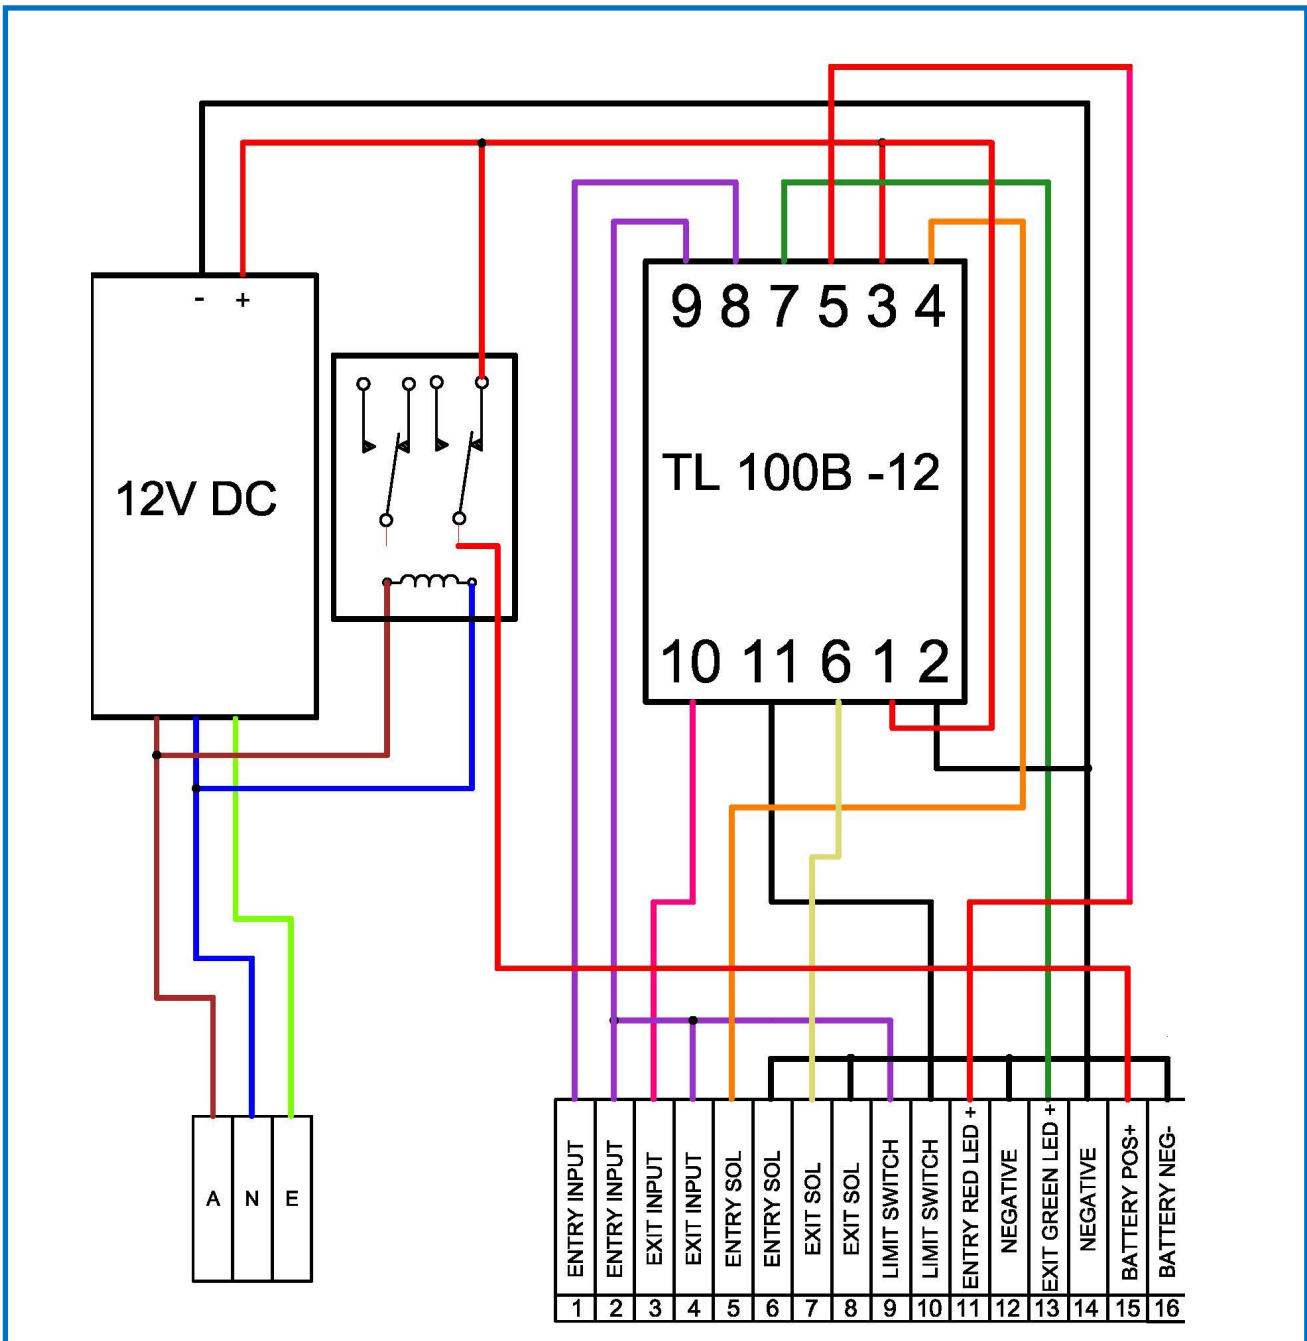 - +
12V DC
9 8 7 5 3 4
TL 100B -12
10 11 6 1 2
A N E
ENTRY INPUT
ENTRY INPUT
EXIT INPUT
EXIT INPUT
ENTRY SOL
ENTRY SOL
EXIT SOL
EXIT SOL
LIMIT SWITCH
LIMIT SWITCH
ENTRY RED LED +
NEGATIVE
EXIT GREEN LED +
NEGATIVE
BATTERY POS+
BATTERY NEG-
1 2 3 4 5 6 7 8 9 10 11 12 13 14 15 16